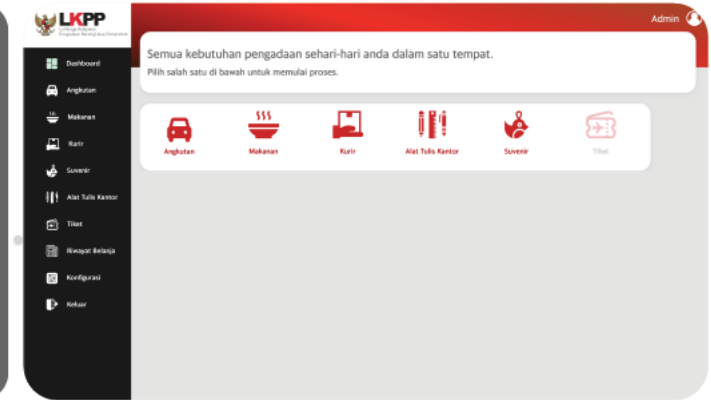 LKPP
Admin
Dashboard
Angkutan
Makanan
Kurir
Suvenir
Alat Tulis Kantor
Tiket
Riwayat Belanja
Konfigurasi
Keluar
Semua kebutuhan pengadaan sehari-hari anda dalam satu tempat.
Pilih salah satu di bawah untuk memulai proses.
Angkutan
Makanan
Kurir
Alat Tulis Kantor
Suvenir
Tiket